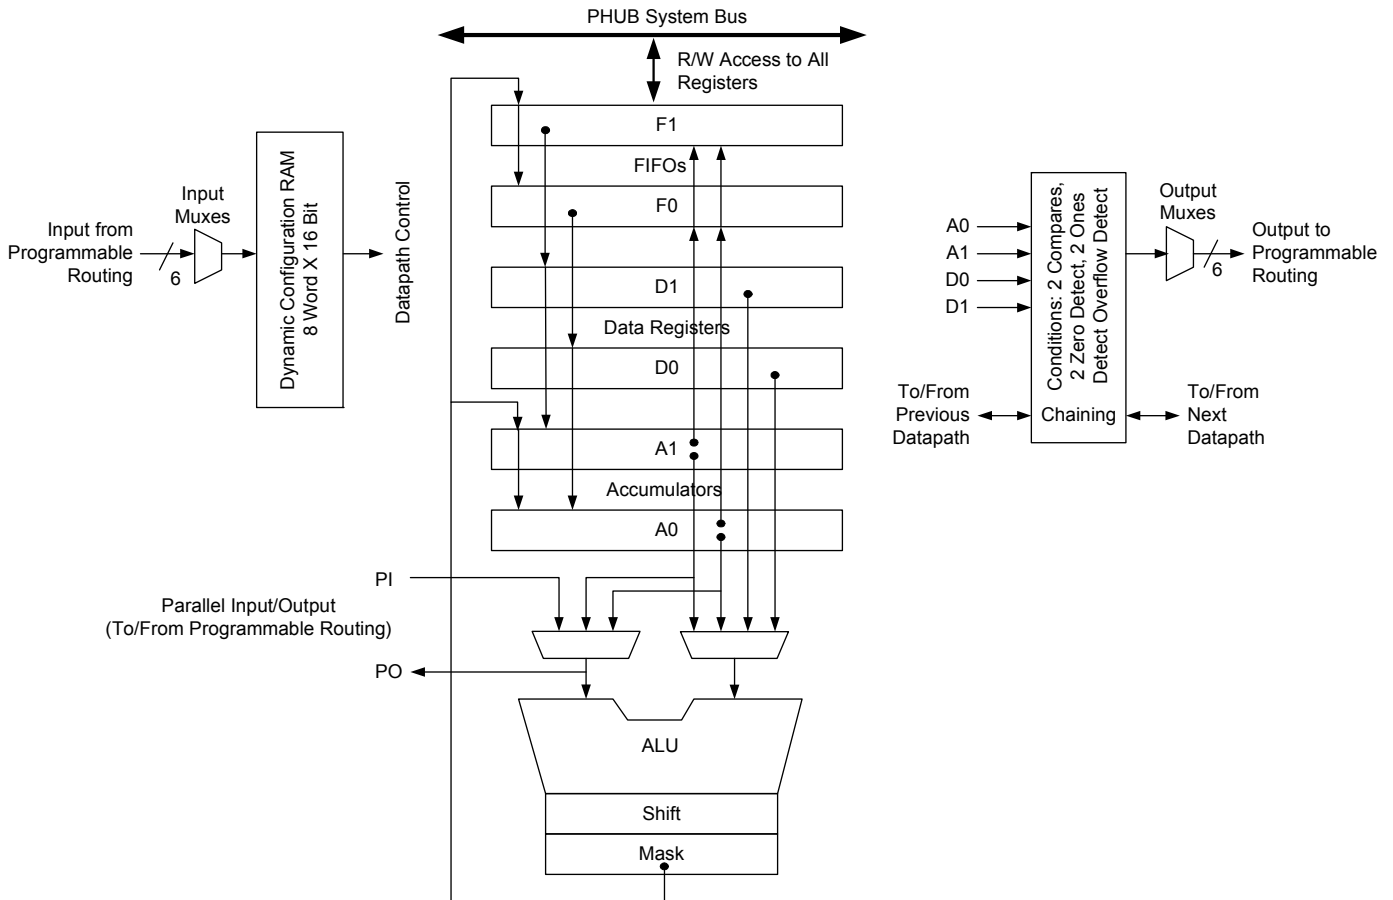 PHUB System Bus
R/W Access to All
Registers
F1
FIFOs
F0
D1
Data Registers
D0
A1
Accumulators
A0
Input from
Programmable
Routing
6
Input
Muxes
Dynamic Configuration RAM
8 Word X 16 Bit
Datapath Control
PI
Parallel Input/Output
(To/From Programmable Routing)
PO
ALU
Shift
Mask
A0
A1
D0
D1
Conditions: 2 Compares,
2 Zero Detect, 2 Ones
Detect Overflow Detect
Chaining
To/From
Previous
Datapath
To/From
Next
Datapath
Output
Muxes
6
Output to
Programmable
Routing